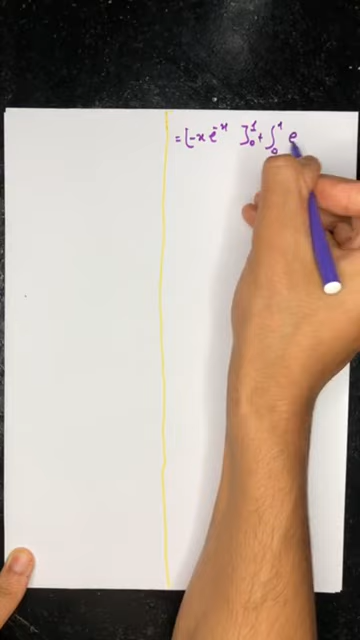 = [-x e^{-x} ]_0^1 + ∫_0^1 e